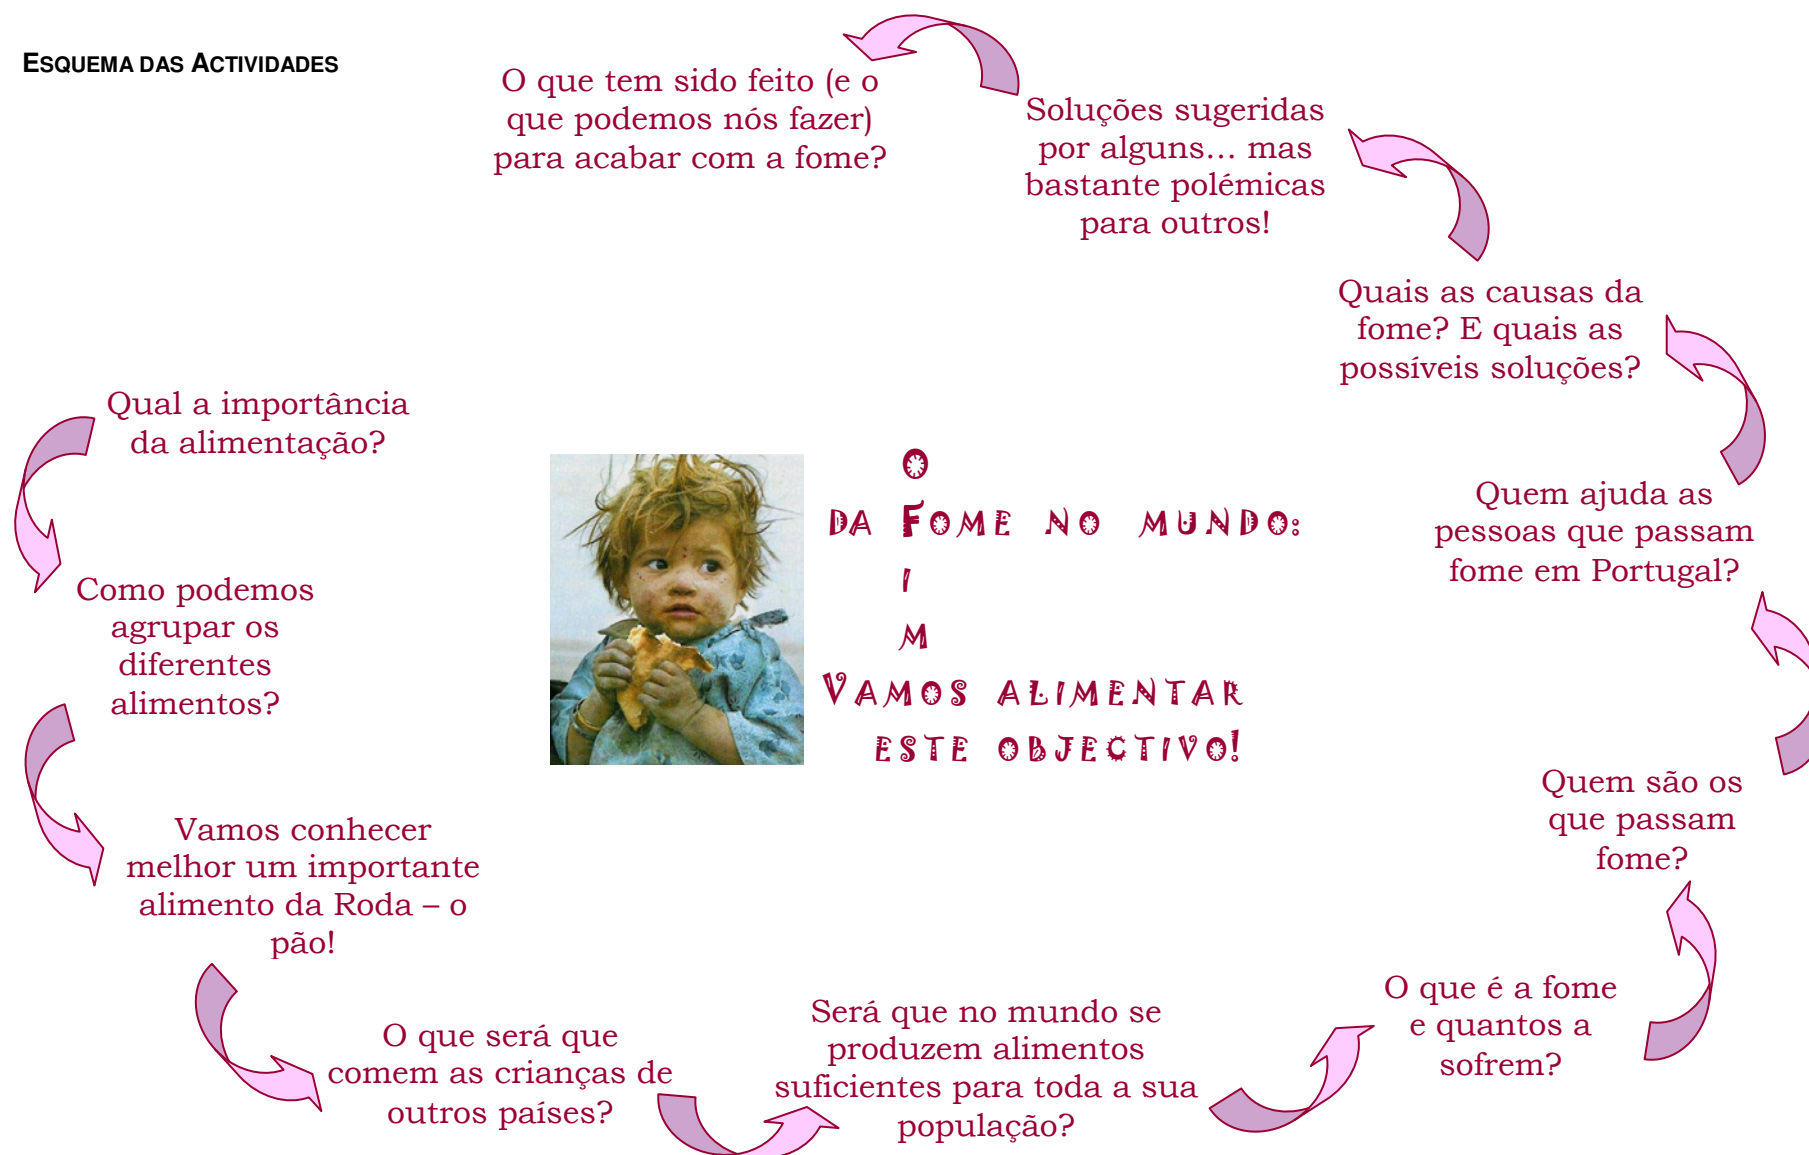 ESQUEMA DAS ACTIVIDADES
O que tem sido feito (e o
que podemos nós fazer)
para acabar com a fome?
Soluções sugeridas
por alguns… mas
bastante polémicas
para outros!
Quais as causas da
fome? E quais as
possíveis soluções?
Qual a importância
da alimentação?
O
DA FOME NO MUNDO:
I
M
VAMOS ALIMENTAR
ESTE OBJECTIVO!
Quem ajuda as
pessoas que passam
fome em Portugal?
Como podemos
agrupar os
diferentes
alimentos?
Quem são os
que passam
fome?
Vamos conhecer
melhor um importante
alimento da Roda – o
pão!
O que é a fome
e quantos a
sofrem?
O que será que
comem as crianças de
outros países?
Será que no mundo se
produzem alimentos
suficientes para toda a sua
população?